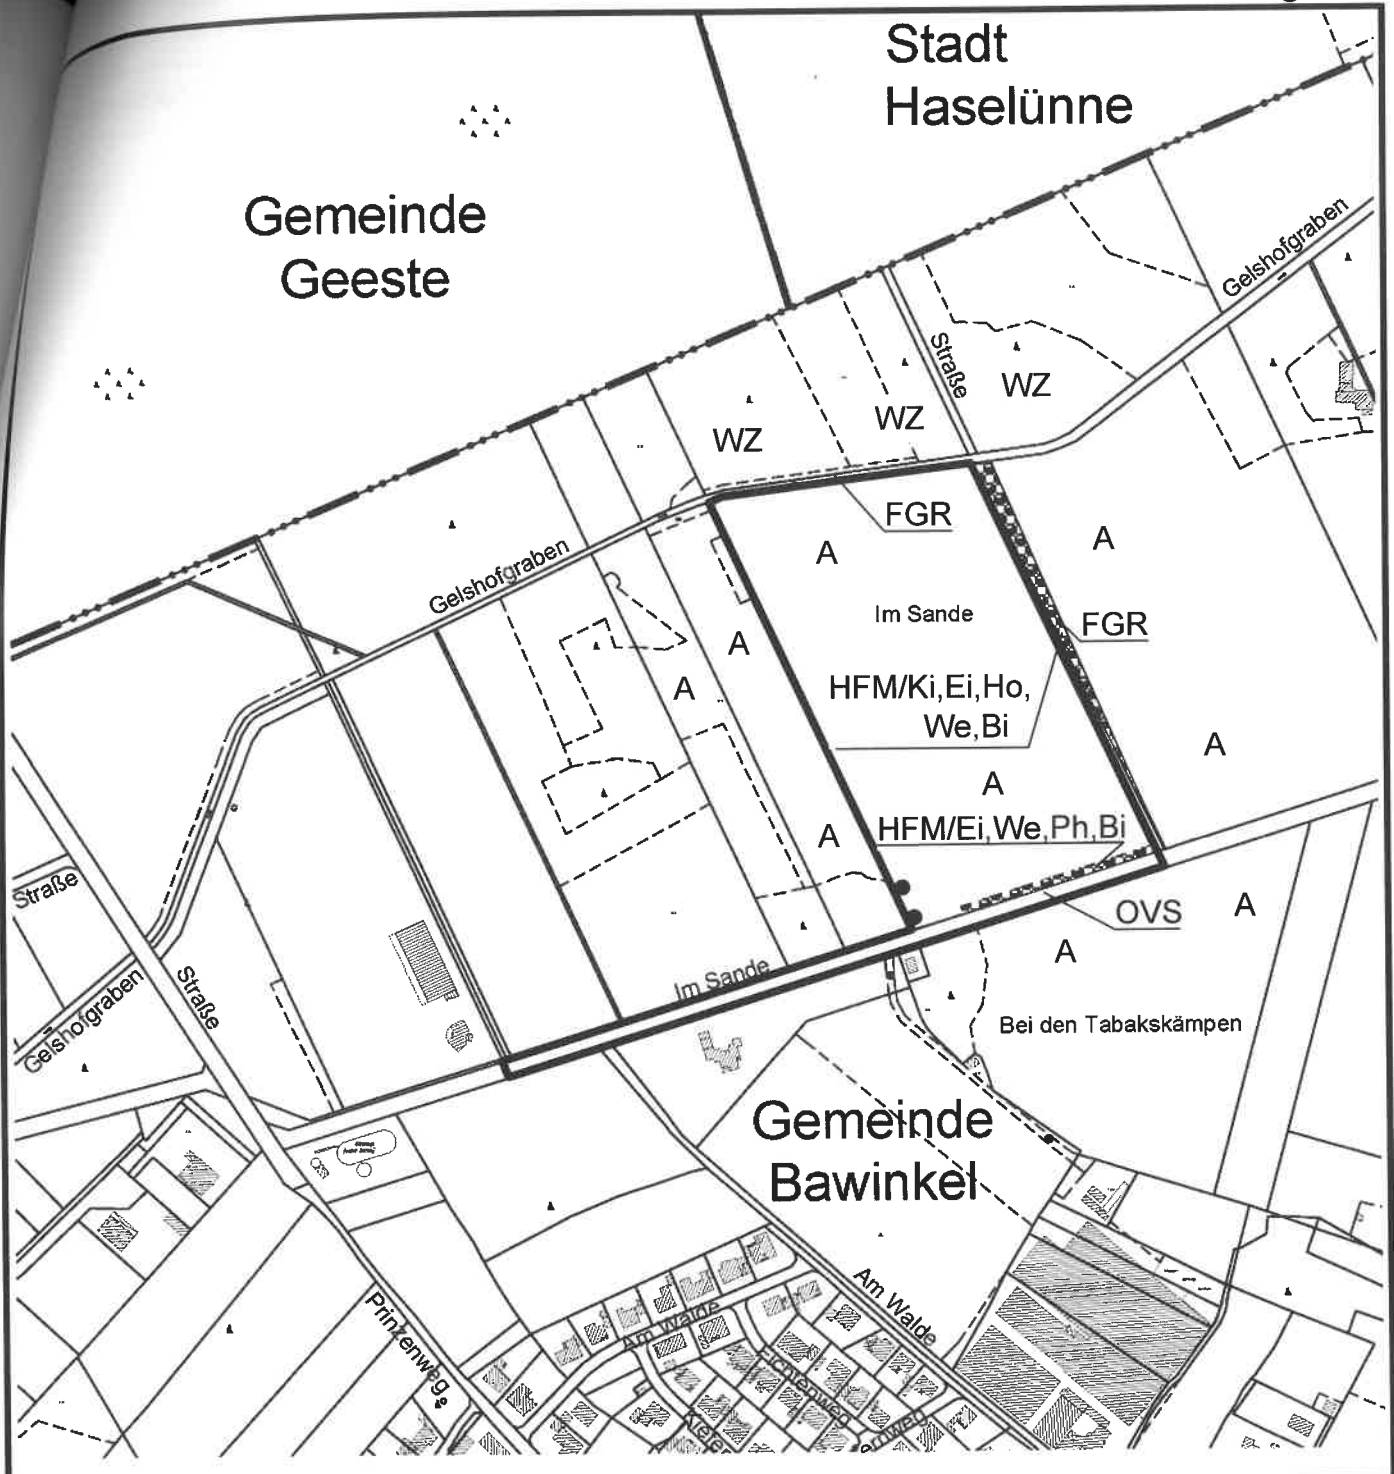 Stadt
Haselünne
Gemeinde
Geeste
Gelshofgraben
Straße
WZ
WZ
WZ
FGR
A
A
Gelshofgraben
Im Sande
FGR
A
A
HFM/Ki,Ei,Ho,
We,Bi
A
A
A
HFM/Ei,We,Ph,Bi
Straße
A
OVS
A
Im Sande
Straße
Gelshofgraben
Bei den Tabakskämpen
Gemeinde
Bawinkel
Am Walde
Prinzenweg
Am Walde
Fichtenweg